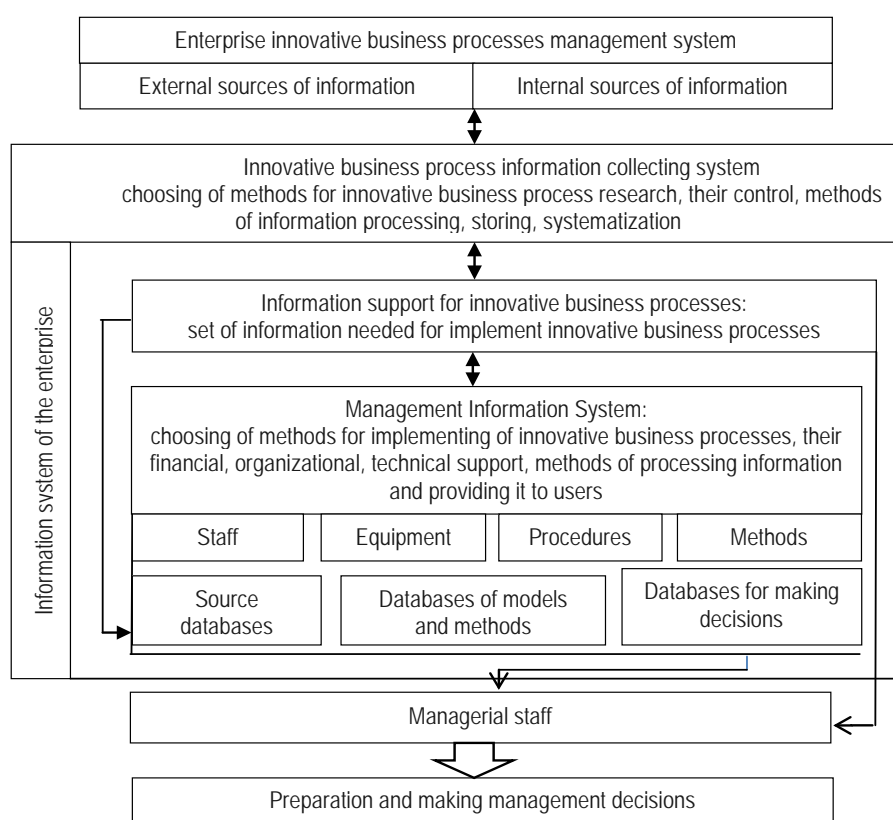 Enterprise innovative business processes management system
External sources of information
Internal sources of information
Innovative business process information collecting system
choosing of methods for innovative business process research, their control, methods
of information processing, storing, systematization
Information system of the enterprise
Information support for innovative business processes:
set of information needed for implement innovative business processes
Management Information System:
choosing of methods for implementing of innovative business processes, their
financial, organizational, technical support, methods of processing information
and providing it to users
Staff
Equipment
Procedures
Methods
Source
databases
Databases of models
and methods
Databases for making
decisions
Managerial staff
Preparation and making management decisions